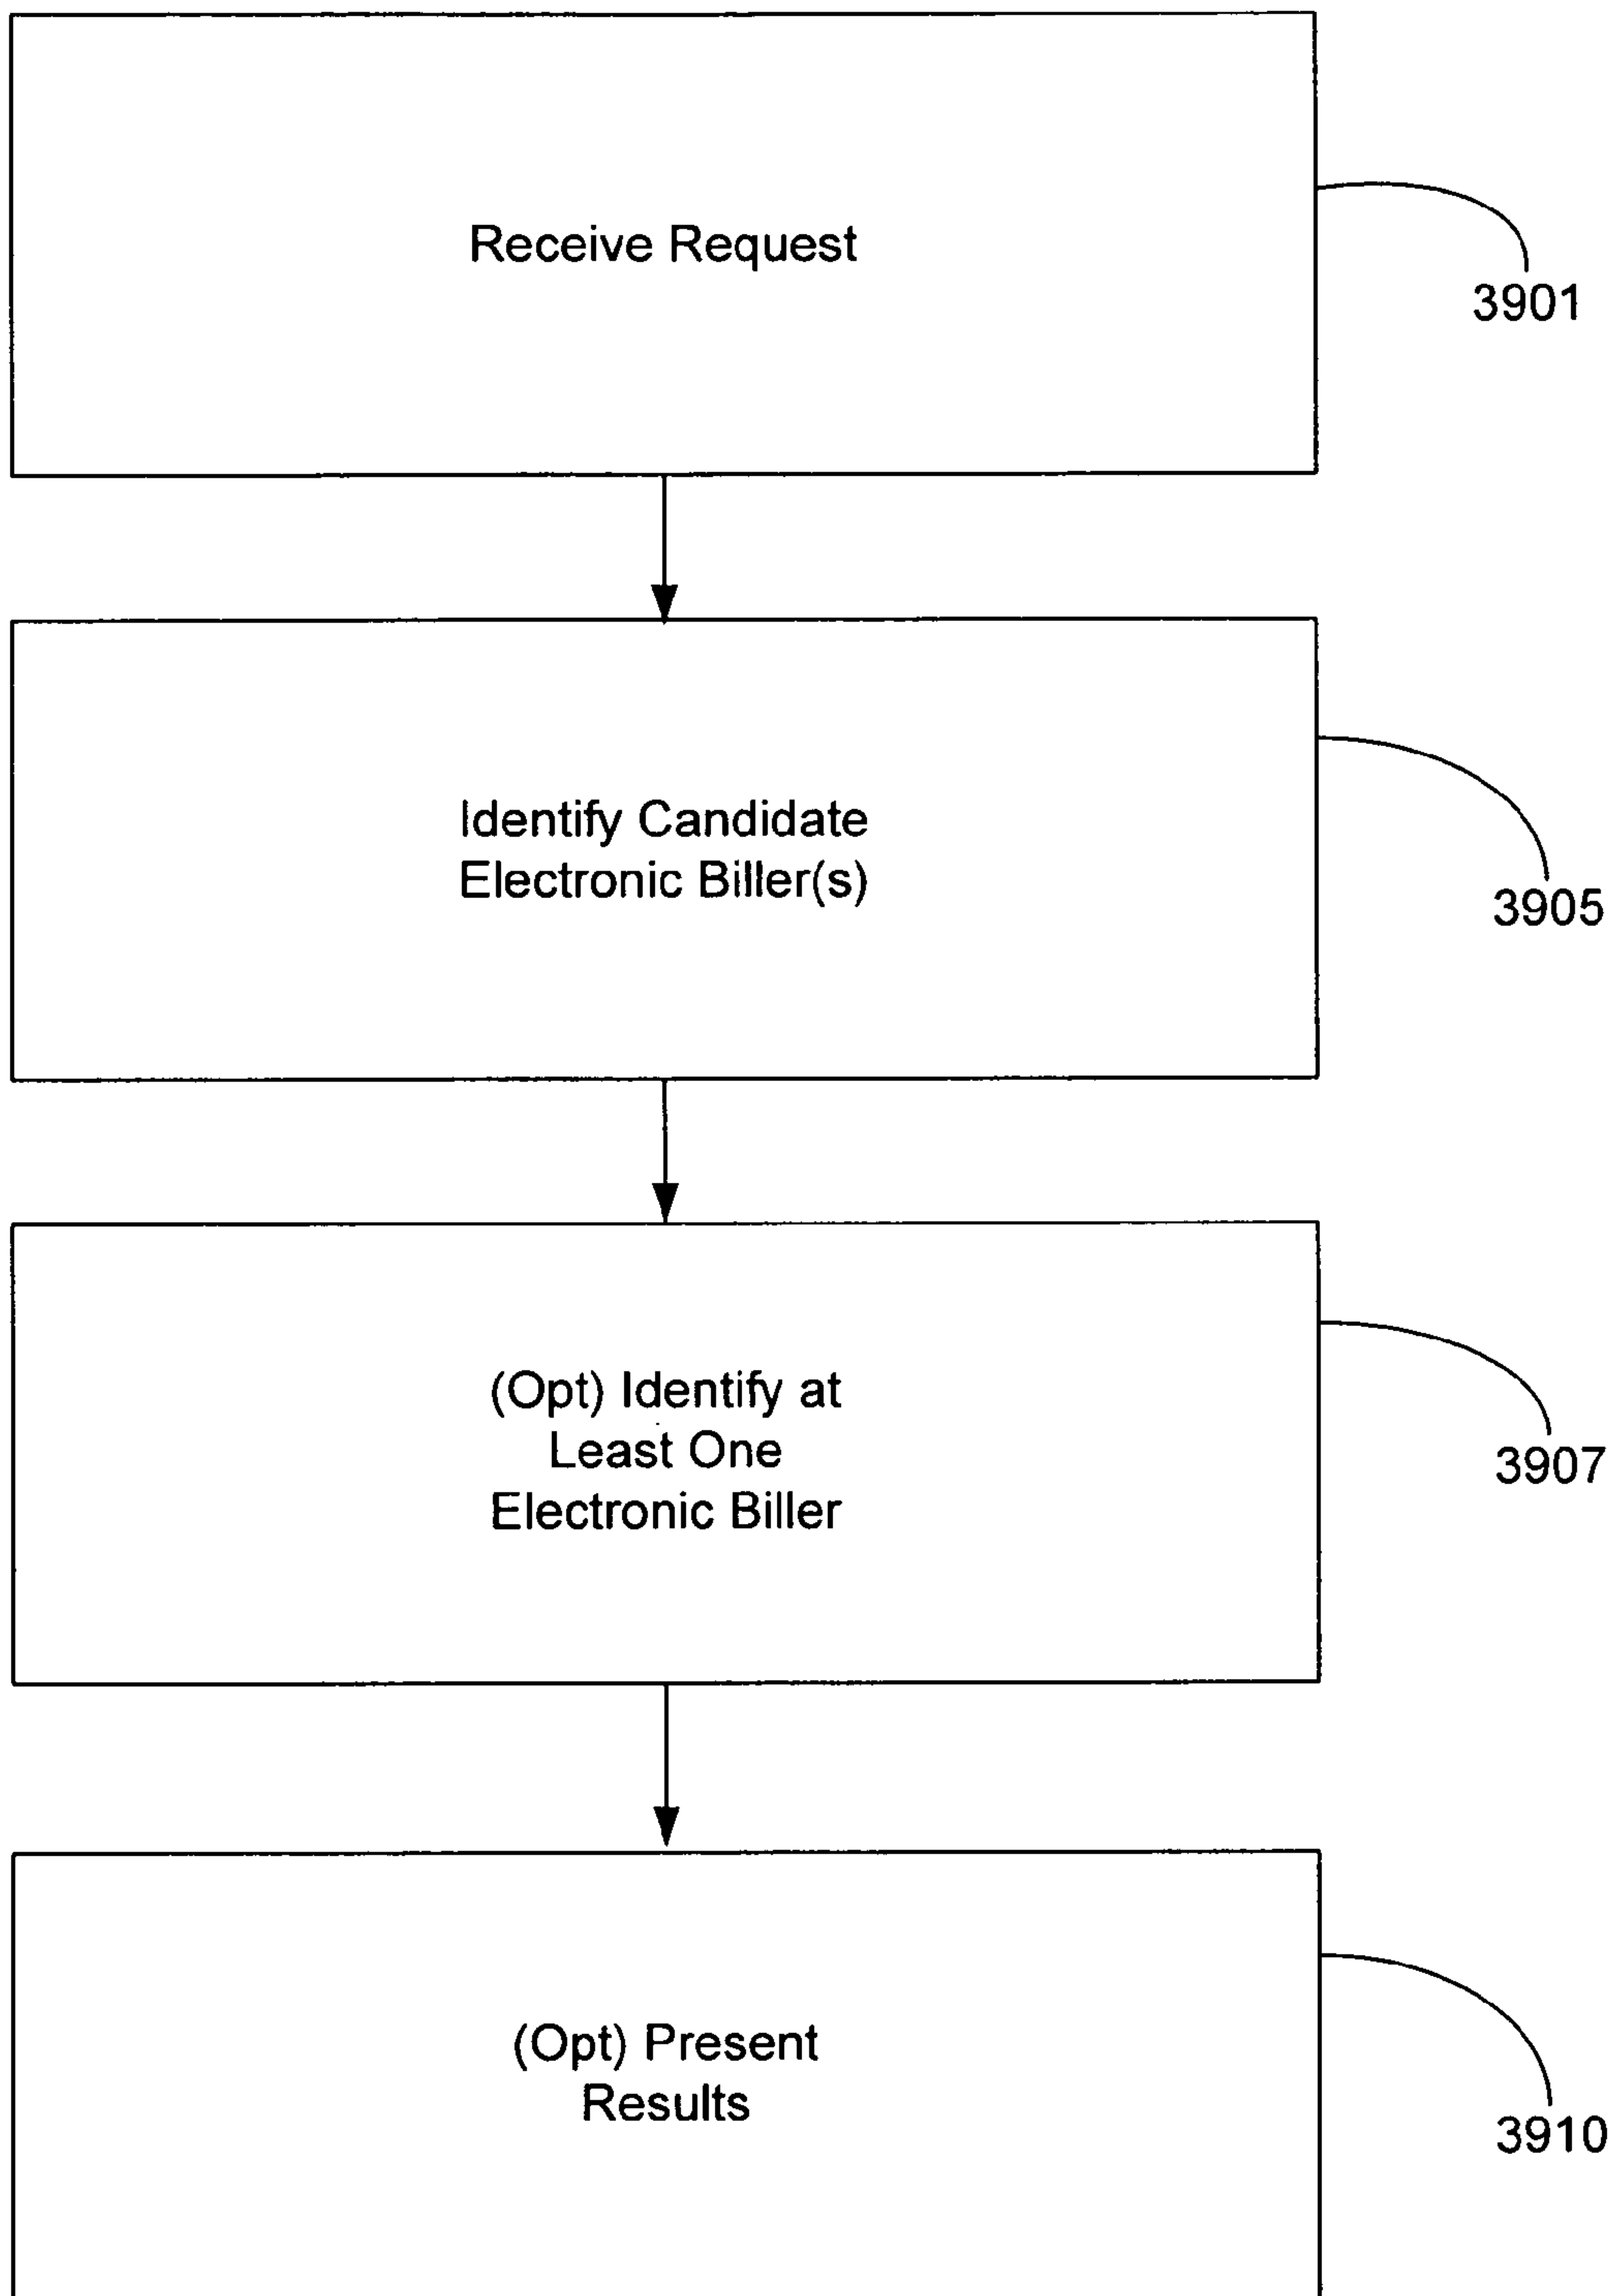 Receive Request
3901
Identify Candidate
Electronic Biller(s)
3905
(Opt) Identify at
Least One
Electronic Biller
3907
(Opt) Present
Results
3910